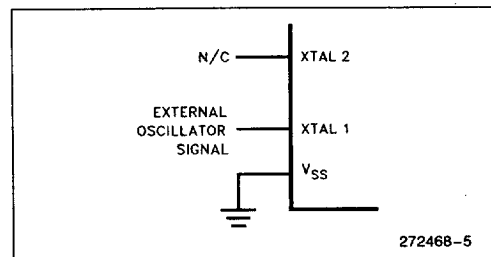 N/C
XTAL 2
EXTERNAL
OSCILLATOR
SIGNAL
XTAL 1
VSS
272468-5